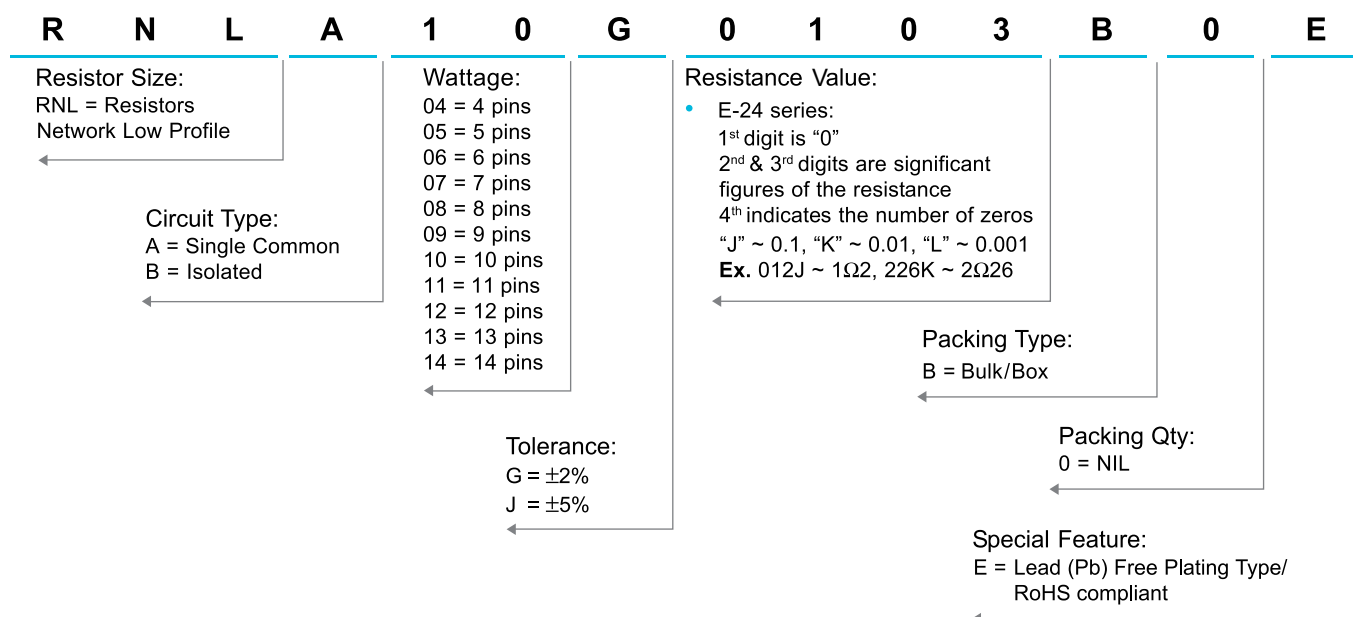 R N L A 1 0 G 0 1 0 3 B 0 E
Resistor Size:
RNL = Resistors
Network Low Profile
Circuit Type:
A = Single Common
B = Isolated
Wattage:
04 = 4 pins
05 = 5 pins
06 = 6 pins
07 = 7 pins
08 = 8 pins
09 = 9 pins
10 = 10 pins
11 = 11 pins
12 = 12 pins
13 = 13 pins
14 = 14 pins
Tolerance:
G = ±2%
J = ±5%
Resistance Value:
• E-24 series:
1st digit is “0”
2nd & 3rd digits are significant
figures of the resistance
4th indicates the number of zeros
“J” ~ 0.1, “K” ~ 0.01, “L” ~ 0.001
Ex. 012J ~ 1Ω2, 226K ~ 2Ω26
Packing Type:
B = Bulk/Box
Packing Qty:
0 = NIL
Special Feature:
E = Lead (Pb) Free Plating Type/
RoHS compliant